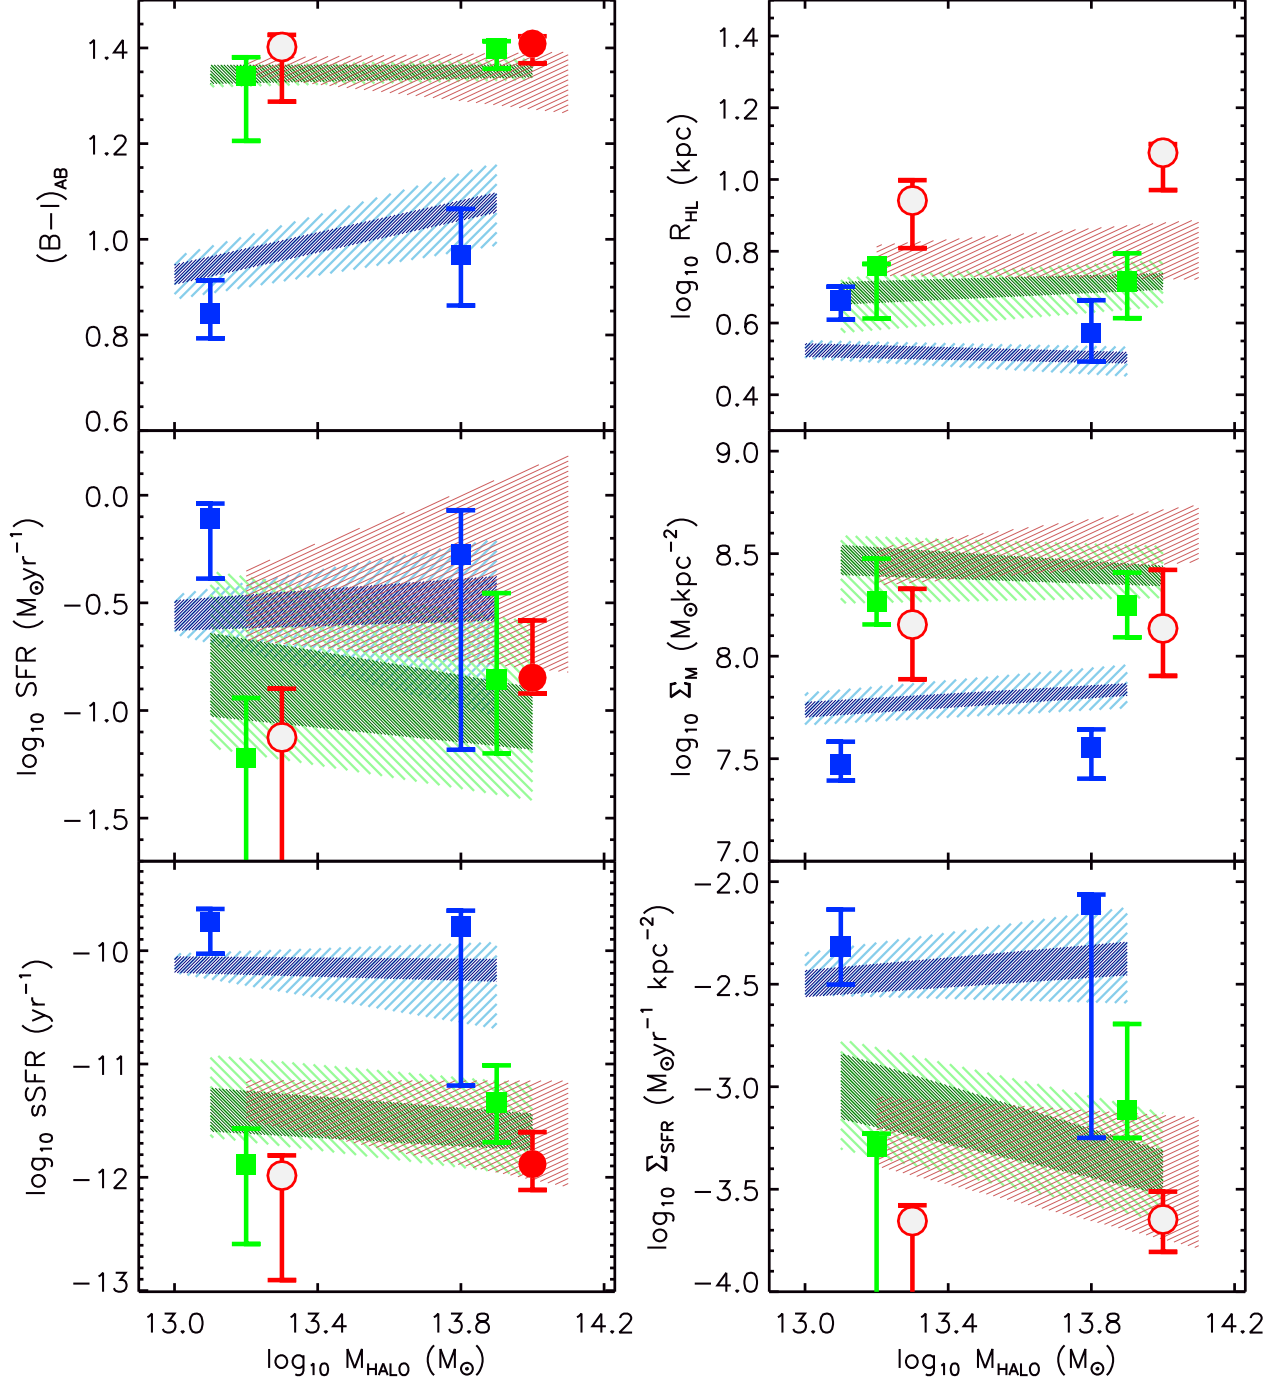 1.4
1.2
1.0
0.8
0.6
(B−I)AB
1.4
1.2
1.0
0.8
0.6
0.4
log10 RHL (kpc)
0.0
−0.5
−1.0
−1.5
log10 SFR (M⊙yr−1)
9.0
8.5
8.0
7.5
7.0
log10 ΣM (M⊙kpc−2)
−10
−11
−12
−13
log10 sSFR (yr−1)
−2.0
−2.5
−3.0
−3.5
−4.0
log10 ΣSFR (M⊙yr−1 kpc−2)
13.0 13.4 13.8 14.2
log10 MHALO (M⊙)
13.0 13.4 13.8 14.2
log10 MHALO (M⊙)